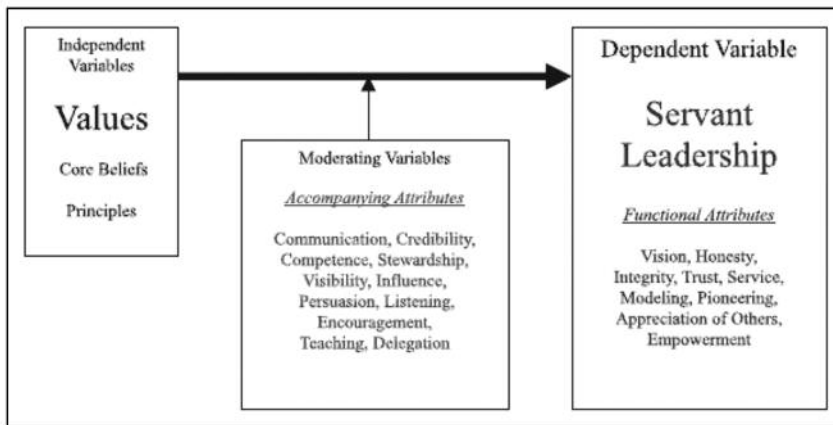 Independent
Variables
Values
Core Beliefs
Principles
Moderating Variables
Accompanying Attributes
Communication, Credibility,
Competence, Stewardship,
Visibility, Influence,
Persuasion, Listening,
Encouragement,
Teaching, Delegation
Dependent Variable
Servant
Leadership
Functional Attributes
Vision, Honesty,
Integrity, Trust, Service,
Modeling, Pioneering,
Appreciation of Others,
Empowerment